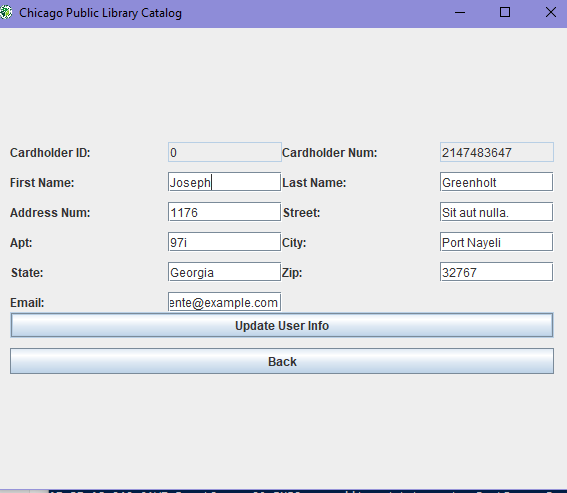 Chicago Public Library Catalog
Cardholder ID: 0 Cardholder Num: 2147483647
First Name: Joseph Last Name: Greenholt
Address Num: 1176 Street: Sit aut nulla.
Apt: 97i City: Port Nayeli
State: Georgia Zip: 32767
Email: ente@example.com
Update User Info
Back